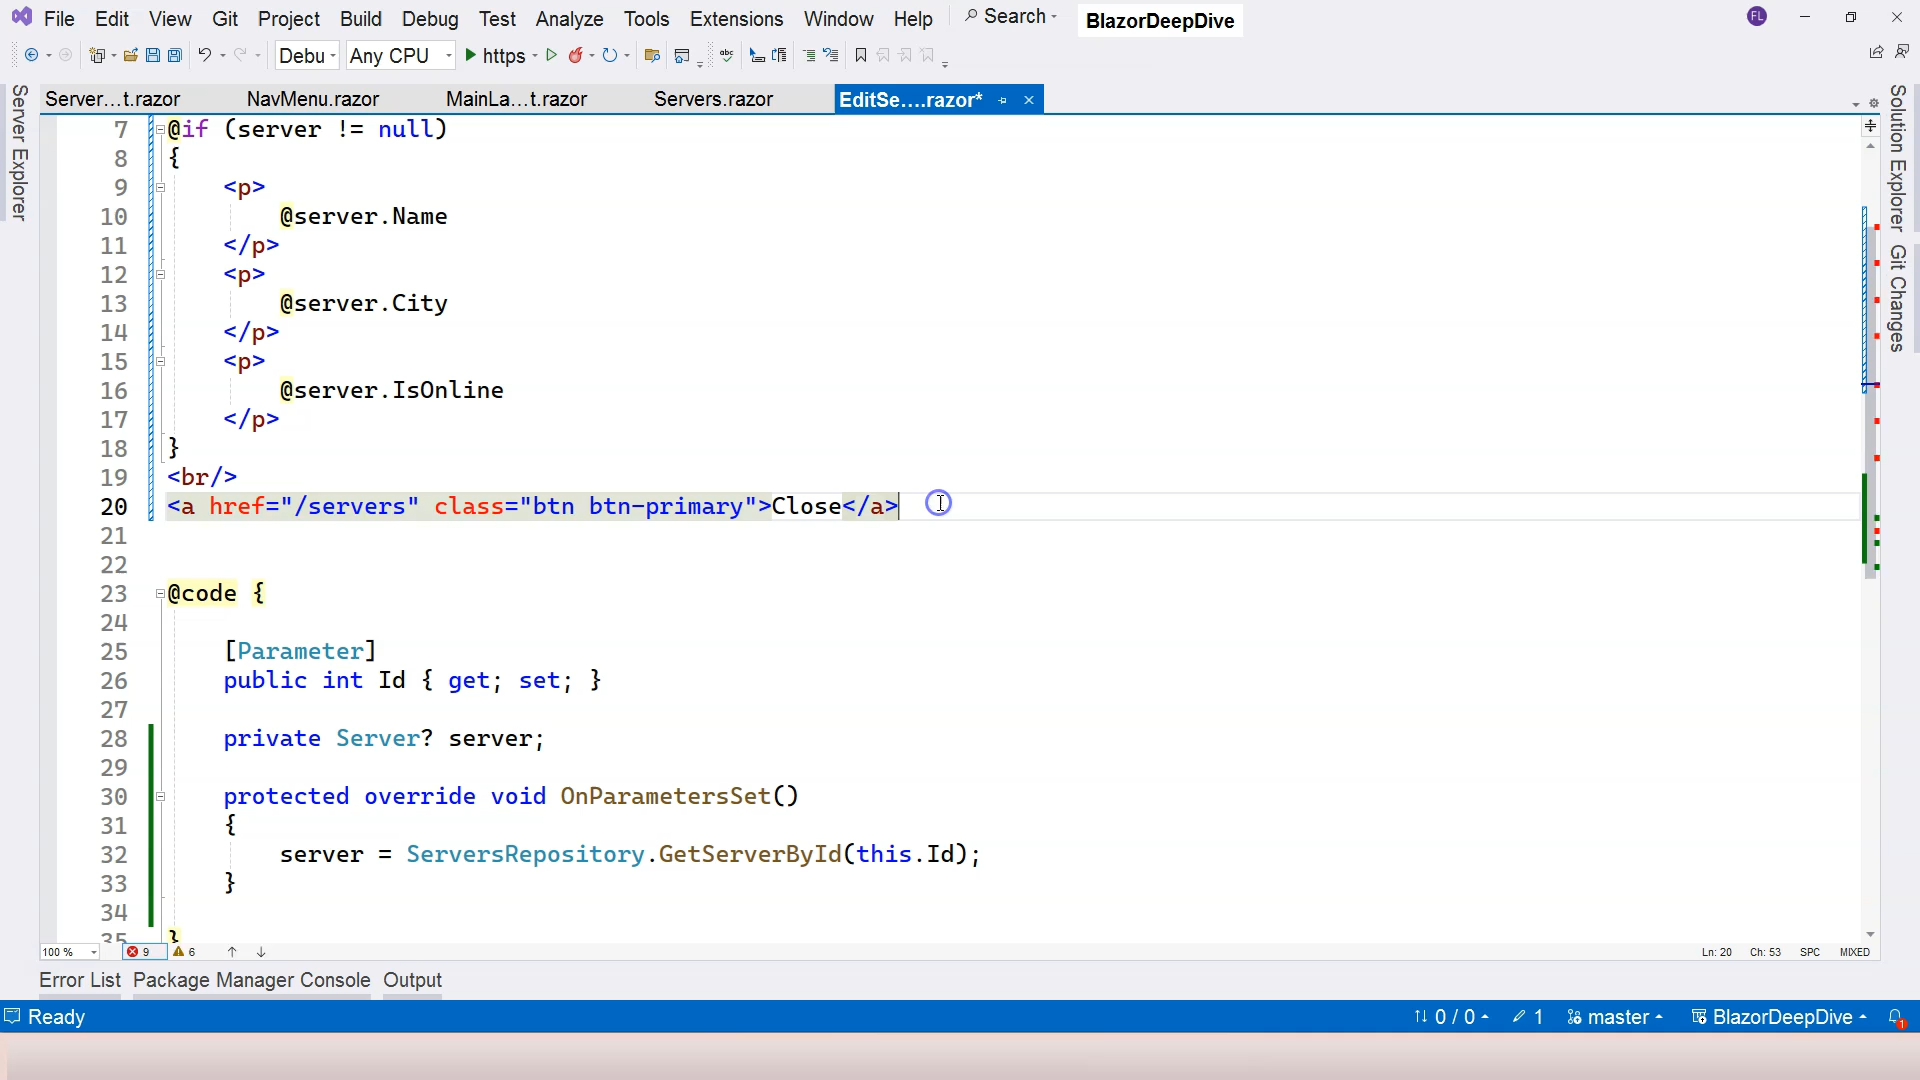 File Edit View Git Project Build Debug Test Analyze Tools Extensions Window Help Search BlazorDeepDive FL
Debu Any CPU https abc
Server...t.razor NavMenu.razor MainLa...t.razor Servers.razor EditSe....razor*
Server Explorer
Solution Explorer
Git Changes
7 @if (server != null)
8 {
9 <p>
10 @server.Name
11 </p>
12 <p>
13 @server.City
14 </p>
15 <p>
16 @server.IsOnline
17 </p>
18 }
19 <br/>
20 <a href="/servers" class="btn btn-primary">Close</a>
21
22
23 @code {
24
25 [Parameter]
26 public int Id { get; set; }
27
28 private Server? server;
29
30 protected override void OnParametersSet()
31 {
32 server = ServersRepository.GetServerById(this.Id);
33 }
34
35 }
100 % 9 6 Ln: 20 Ch: 53 SPC MIXED
Error List Package Manager Console Output
Ready 0 / 0 1 master BlazorDeepDive 1